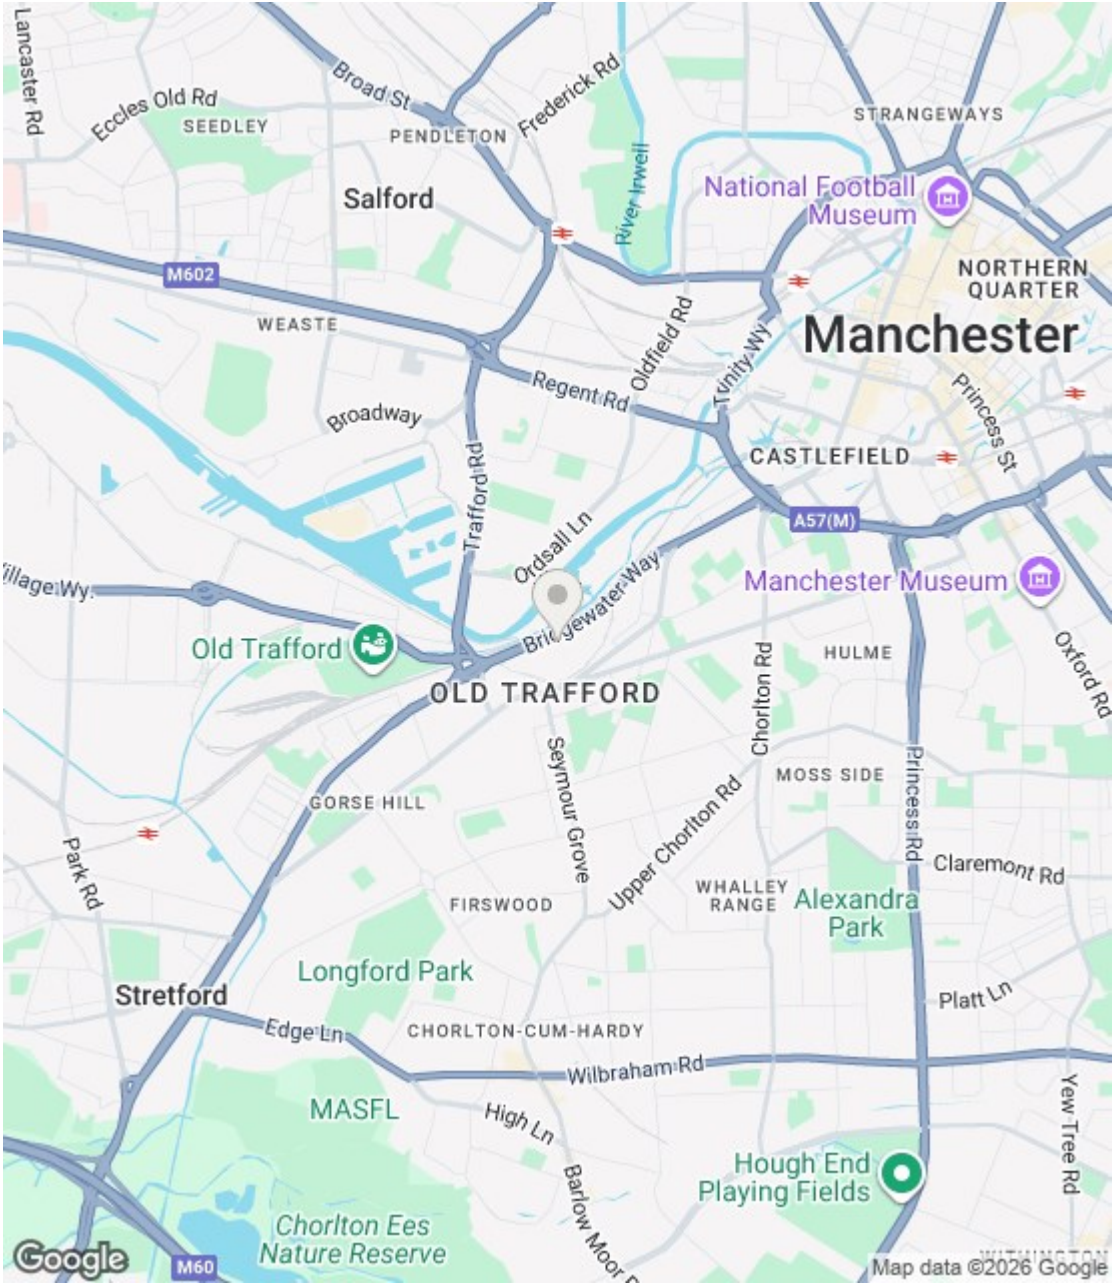 Lancaster Rd
Broad St
Frederick Rd
Eccles Old Rd
SEEDLEY
PENDLETON
STRANGEWAYS
Salford
River Irwell
National Football
Museum
M602
NORTHERN
QUARTER
WEASTE
Oldfield Rd
Manchester
Trinity Wy
Regent Rd
Princess St
Broadway
CASTLEFIELD
Trafford Rd
A57(M)
Ordsall Ln
Village Wy.
Bridgewater Way
Manchester Museum
Old Trafford
HULME
Oxford Rd
OLD TRAFFORD
Chorlton Rd
Seymour Grove
MOSS SIDE
GORSE HILL
Princess Rd
Upper Chorlton Rd
Park Rd
Claremont Rd
WHALLEY
RANGE
FIRSWOOD
Alexandra
Park
Longford Park
Stretford
Platt Ln
Edge Ln
CHORLTON-CUM-HARDY
Wilbraham Rd
MASFL
High Ln
Yew Tree Rd
Hough End
Playing Fields
Barlow Moor R
Chorlton Ees
Nature Reserve
WITHINGTON
Google
M60
Map data ©2026 Google